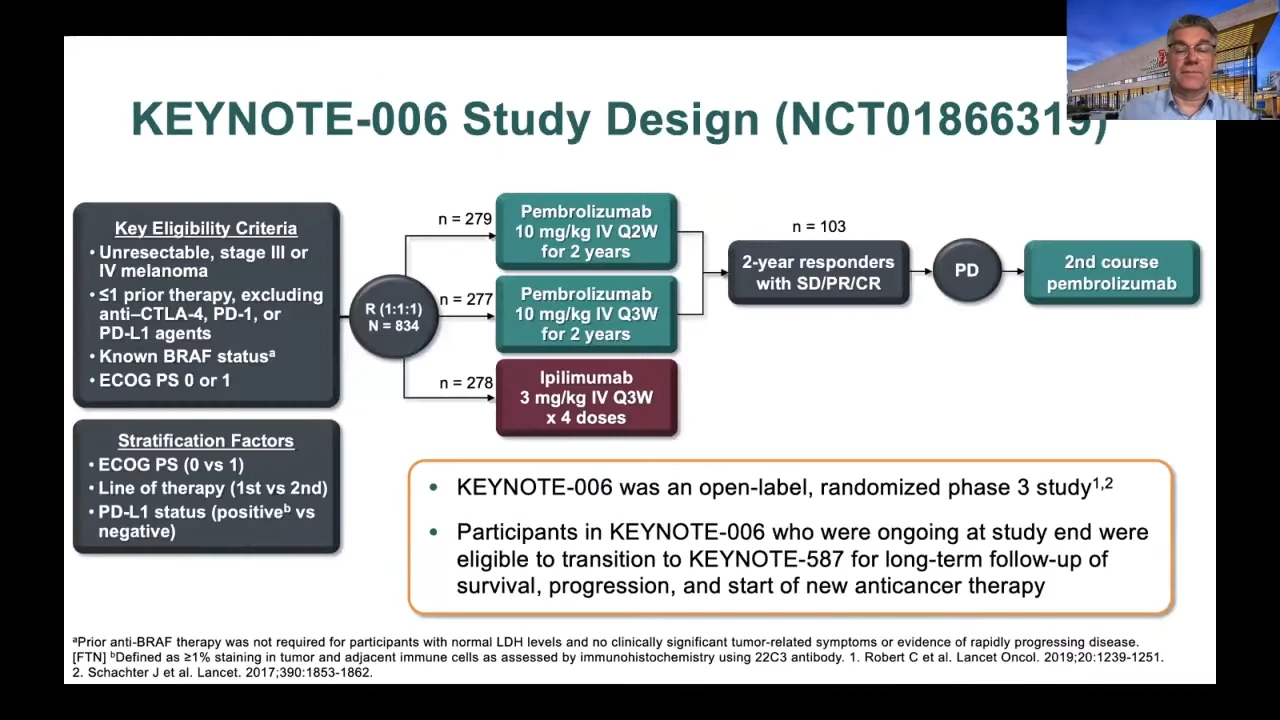 KEYNOTE-006 Study Design (NCT01866319)
Key Eligibility Criteria
• Unresectable, stage III or
IV melanoma
• ≤1 prior therapy, excluding
anti–CTLA-4, PD-1, or
PD-L1 agents
• Known BRAF statusᵃ
• ECOG PS 0 or 1
Stratification Factors
• ECOG PS (0 vs 1)
• Line of therapy (1st vs 2nd)
• PD-L1 status (positiveᵇ vs
negative)
R (1:1:1)
N = 834
n = 279
Pembrolizumab
10 mg/kg IV Q2W
for 2 years
n = 277
Pembrolizumab
10 mg/kg IV Q3W
for 2 years
n = 278
Ipilimumab
3 mg/kg IV Q3W
x 4 doses
n = 103
2-year responders
with SD/PR/CR
PD
2nd course
pembrolizumab
• KEYNOTE-006 was an open-label, randomized phase 3 study¹,²
• Participants in KEYNOTE-006 who were ongoing at study end were
eligible to transition to KEYNOTE-587 for long-term follow-up of
survival, progression, and start of new anticancer therapy
ᵃPrior anti-BRAF therapy was not required for participants with normal LDH levels and no clinically significant tumor-related symptoms or evidence of rapidly progressing disease.
[FTN] ᵇDefined as ≥1% staining in tumor and adjacent immune cells as assessed by immunohistochemistry using 22C3 antibody. 1. Robert C et al. Lancet Oncol. 2019;20:1239-1251.
2. Schachter J et al. Lancet. 2017;390:1853-1862.